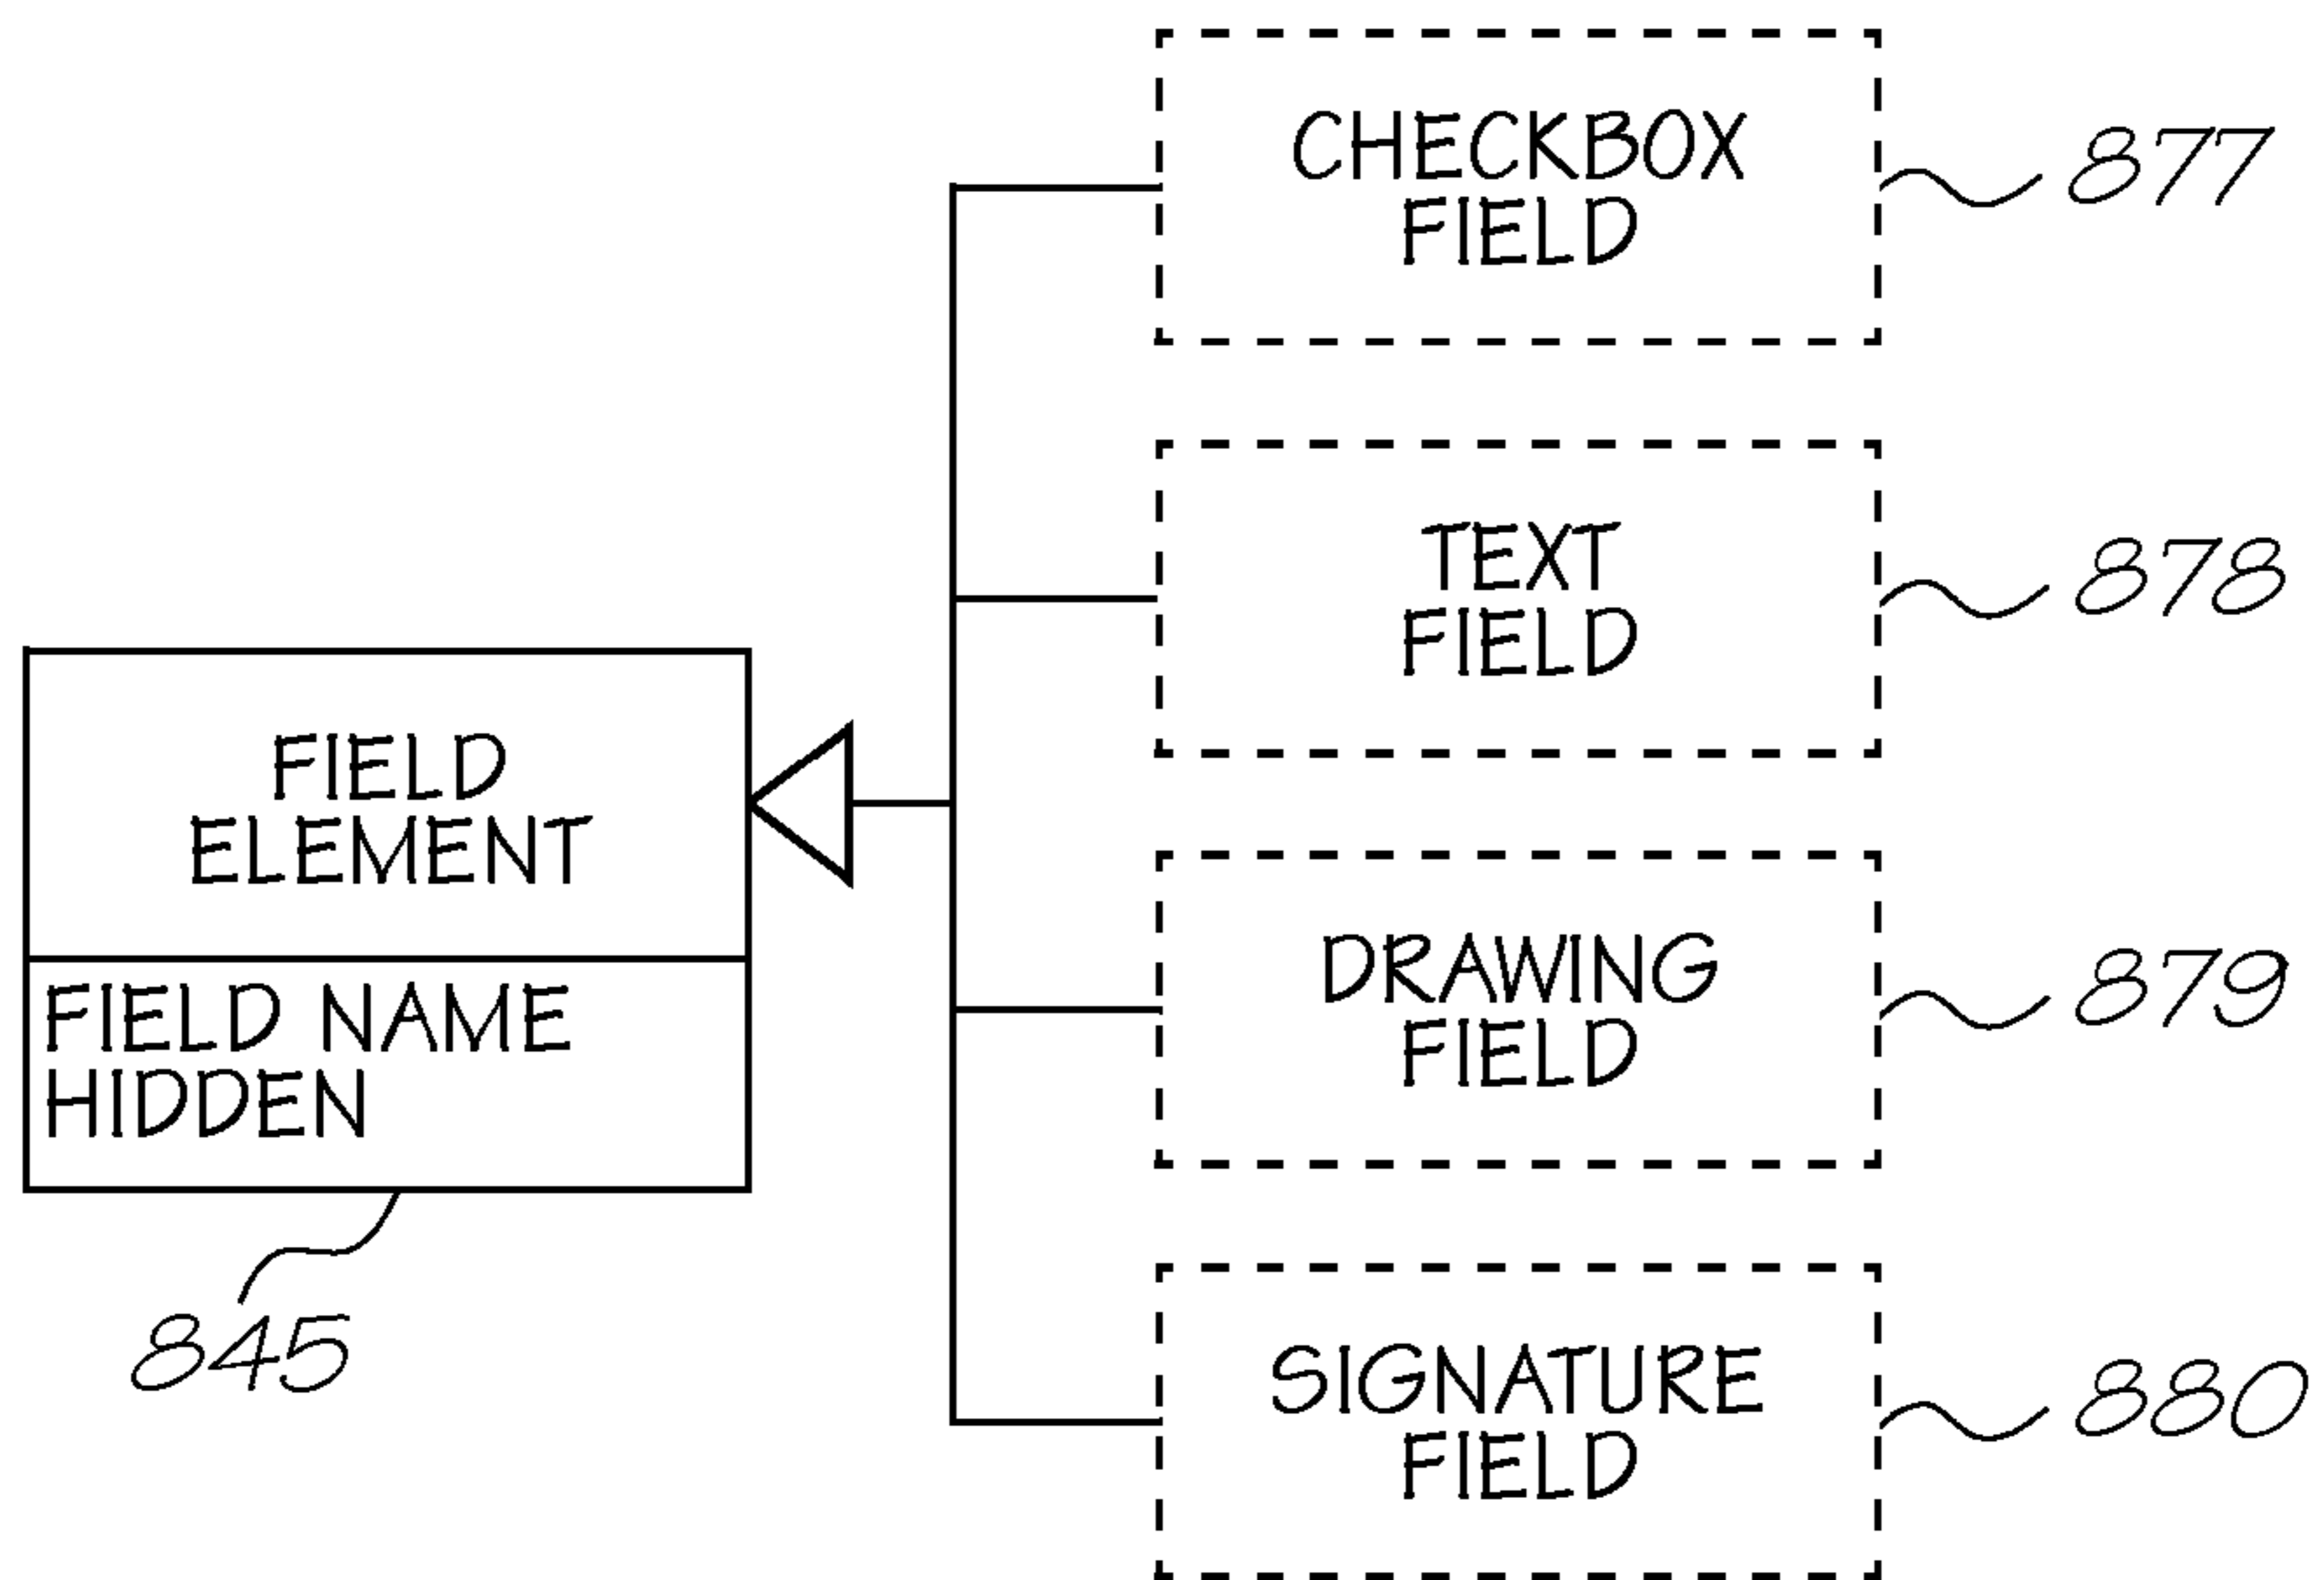 CHECKBOX
FIELD
877
TEXT
FIELD
878
FIELD
ELEMENT
FIELD NAME
HIDDEN
845
DRAWING
FIELD
879
SIGNATURE
FIELD
880